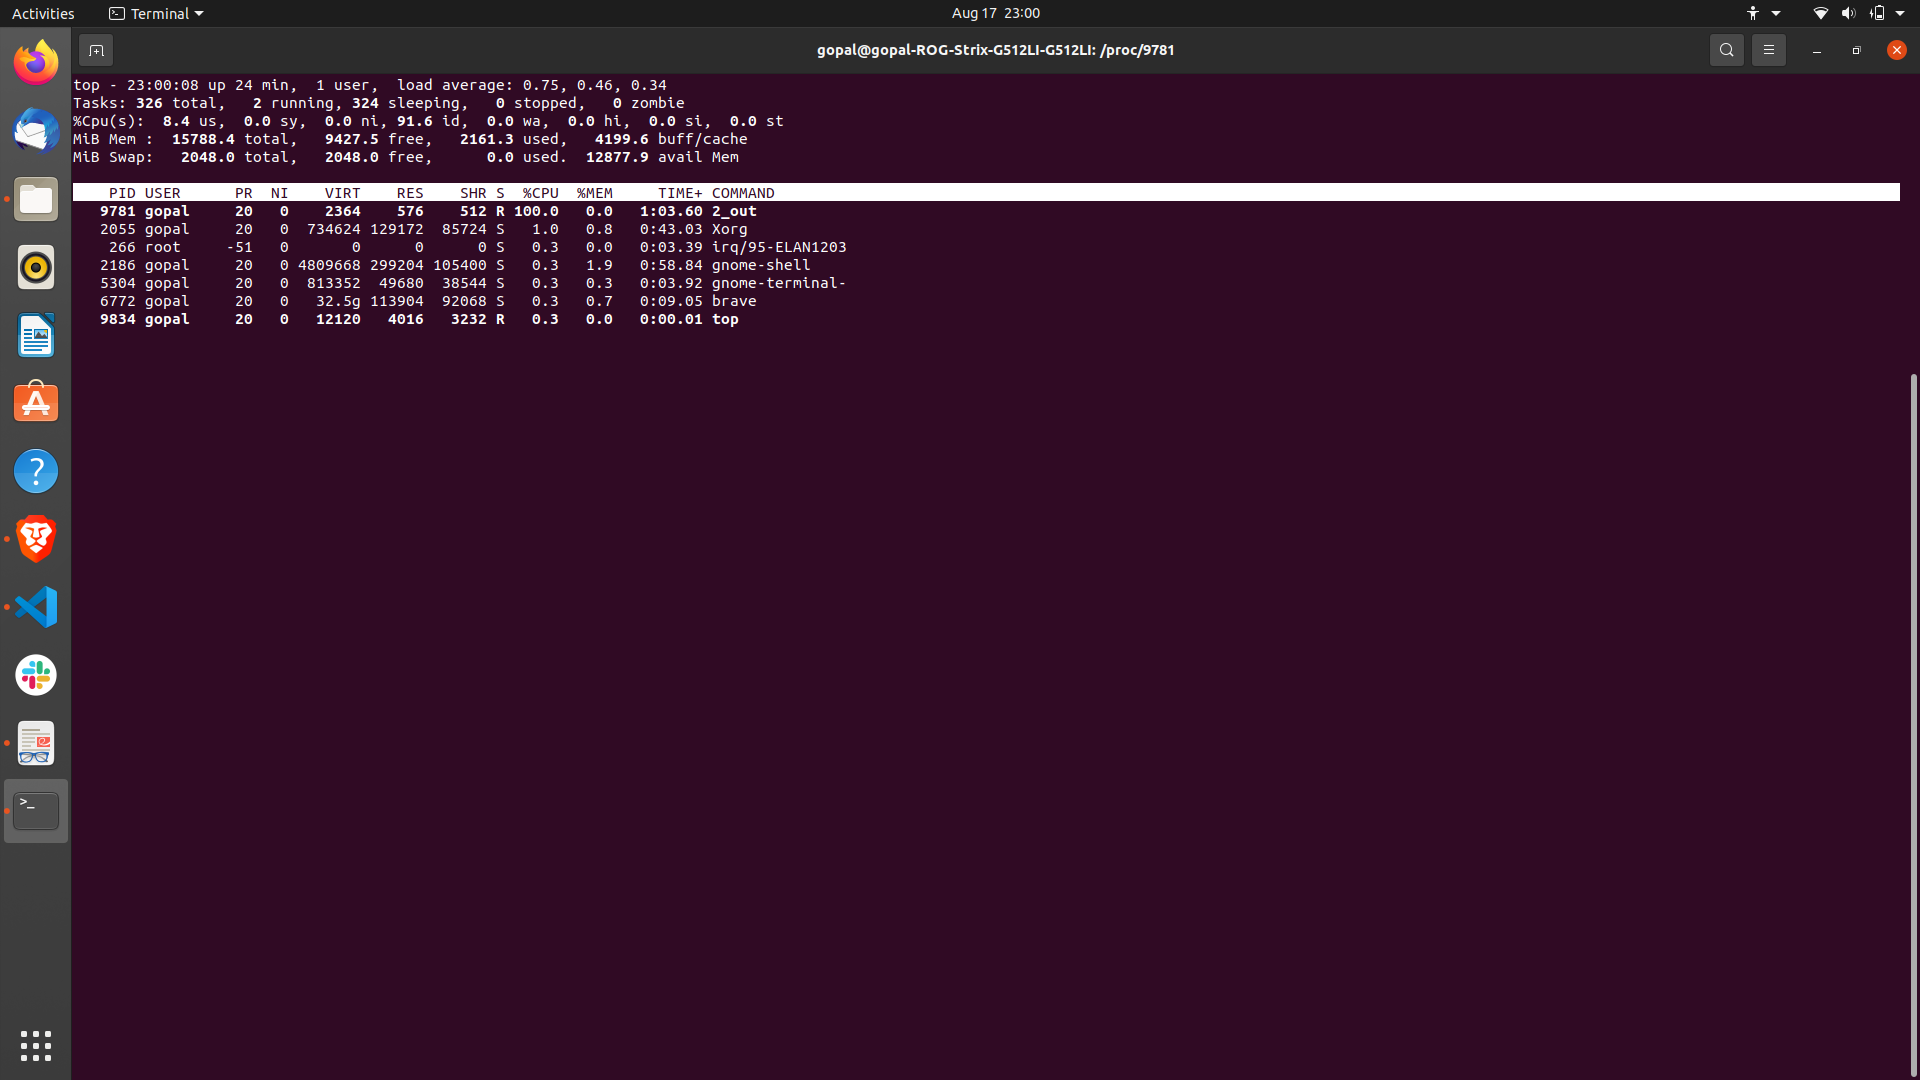 Activities Terminal Aug 17 23:00
gopal@gopal-ROG-Strix-G512LI-G512LI: /proc/9781
top - 23:00:08 up 24 min,  1 user,  load average: 0.75, 0.46, 0.34
Tasks: 326 total,   2 running, 324 sleeping,   0 stopped,   0 zombie
%Cpu(s):  8.4 us,  0.0 sy,  0.0 ni, 91.6 id,  0.0 wa,  0.0 hi,  0.0 si,  0.0 st
MiB Mem :  15788.4 total,   9427.5 free,   2161.3 used,   4199.6 buff/cache
MiB Swap:   2048.0 total,   2048.0 free,      0.0 used.  12877.9 avail Mem
    PID USER      PR  NI    VIRT    RES    SHR S  %CPU  %MEM     TIME+ COMMAND
   9781 gopal     20   0    2364    576    512 R 100.0   0.0   1:03.60 2_out
   2055 gopal     20   0  734624 129172  85724 S   1.0   0.8   0:43.03 Xorg
    266 root     -51   0       0      0      0 S   0.3   0.0   0:03.39 irq/95-ELAN1203
   2186 gopal     20   0 4809668 299204 105400 S   0.3   1.9   0:58.84 gnome-shell
   5304 gopal     20   0  813352  49680  38544 S   0.3   0.3   0:03.92 gnome-terminal-
   6772 gopal     20   0   32.5g 113904  92068 S   0.3   0.7   0:09.05 brave
   9834 gopal     20   0   12120   4016   3232 R   0.3   0.0   0:00.01 top